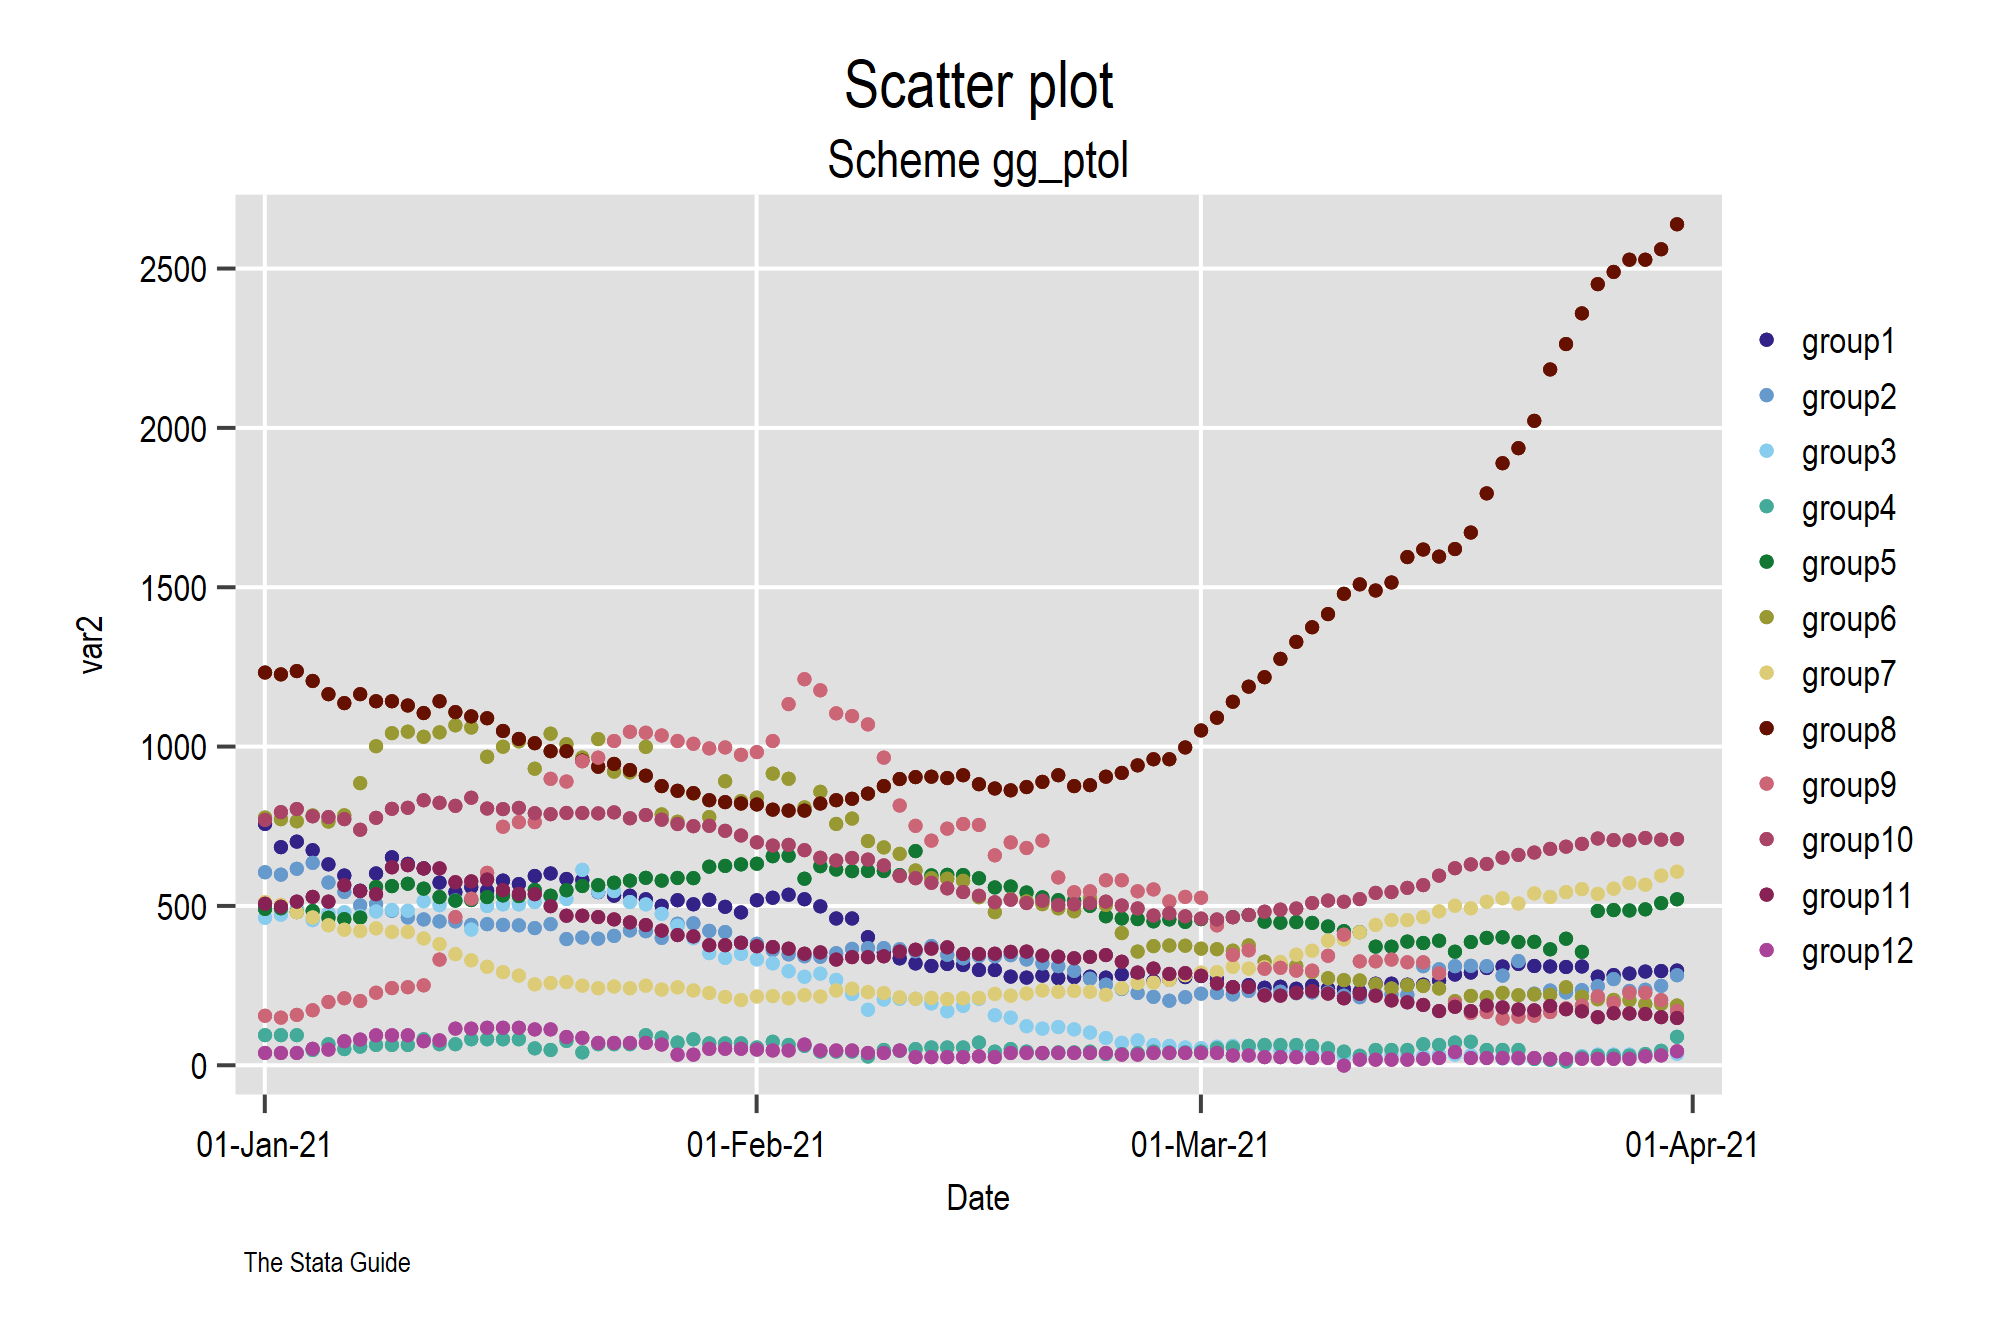 Scatter plot
Scheme gg_ptol
2500
2000
1500
1000
500
0
var2
01-Jan-21
01-Feb-21
01-Mar-21
01-Apr-21
Date
group1
group2
group3
group4
group5
group6
group7
group8
group9
group10
group11
group12
The Stata Guide